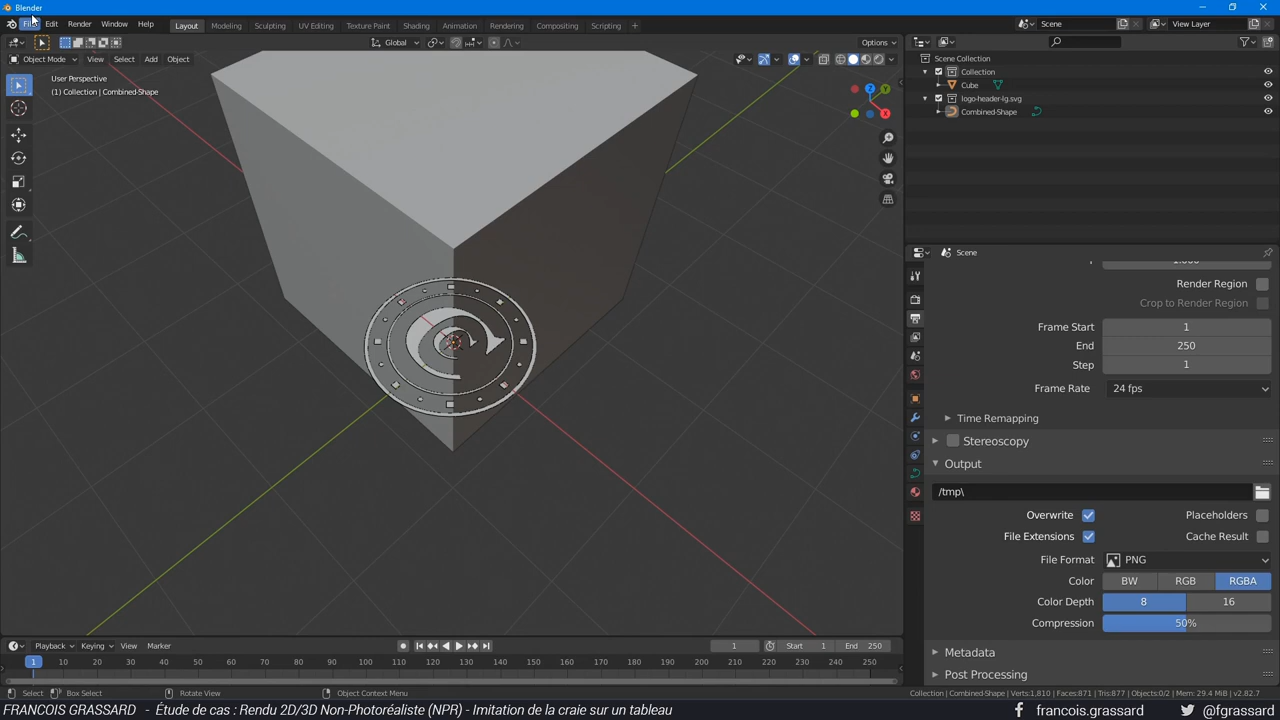 Blender
File Edit Render Window Help Layout Modeling Sculpting UV Editing Texture Paint Shading Animation Rendering Compositing Scripting + Scene View Layer
Global Options
Object Mode View Select Add Object
User Perspective
(1) Collection | Combined-Shape
Z
Y
X
Scene Collection
Collection
Cube
logo-header-lg.svg
Combined-Shape
Scene
Render Region
Crop to Render Region
Frame Start 1
End 250
Step 1
Frame Rate 24 fps
Time Remapping
Stereoscopy
Output
/tmp\
Overwrite Placeholders
File Extensions Cache Result
File Format PNG
Color BW RGB RGBA
Color Depth 8 16
Compression 50%
Metadata
Post Processing
Playback Keying View Marker 1 Start 1 End 250
1 10 20 30 40 50 60 70 80 90 100 110 120 130 140 150 160 170 180 190 200 210 220 230 240 250
Select Box Select Rotate View Object Context Menu Collection | Combined-Shape | Verts:1,810 | Faces:871 | Tris:877 | Objects:0/2 | Mem: 29.4 MiB | v2.82.7
FRANCOIS GRASSARD - Étude de cas : Rendu 2D/3D Non-Photoréaliste (NPR) - Imitation de la craie sur un tableau francois.grassard @fgrassard